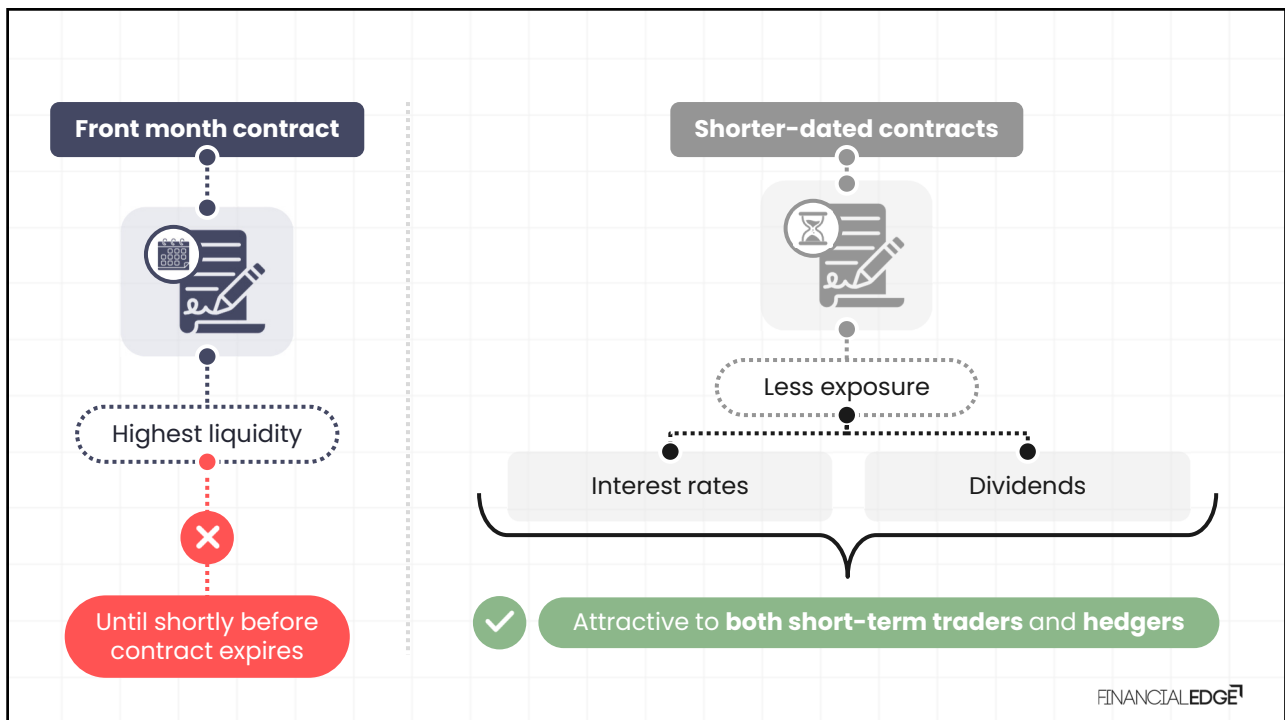 Front month contract
Highest liquidity
Until shortly before
contract expires
Shorter-dated contracts
Less exposure
Interest rates
Dividends
Attractive to both short-term traders and hedgers
FINANCIALEDGE